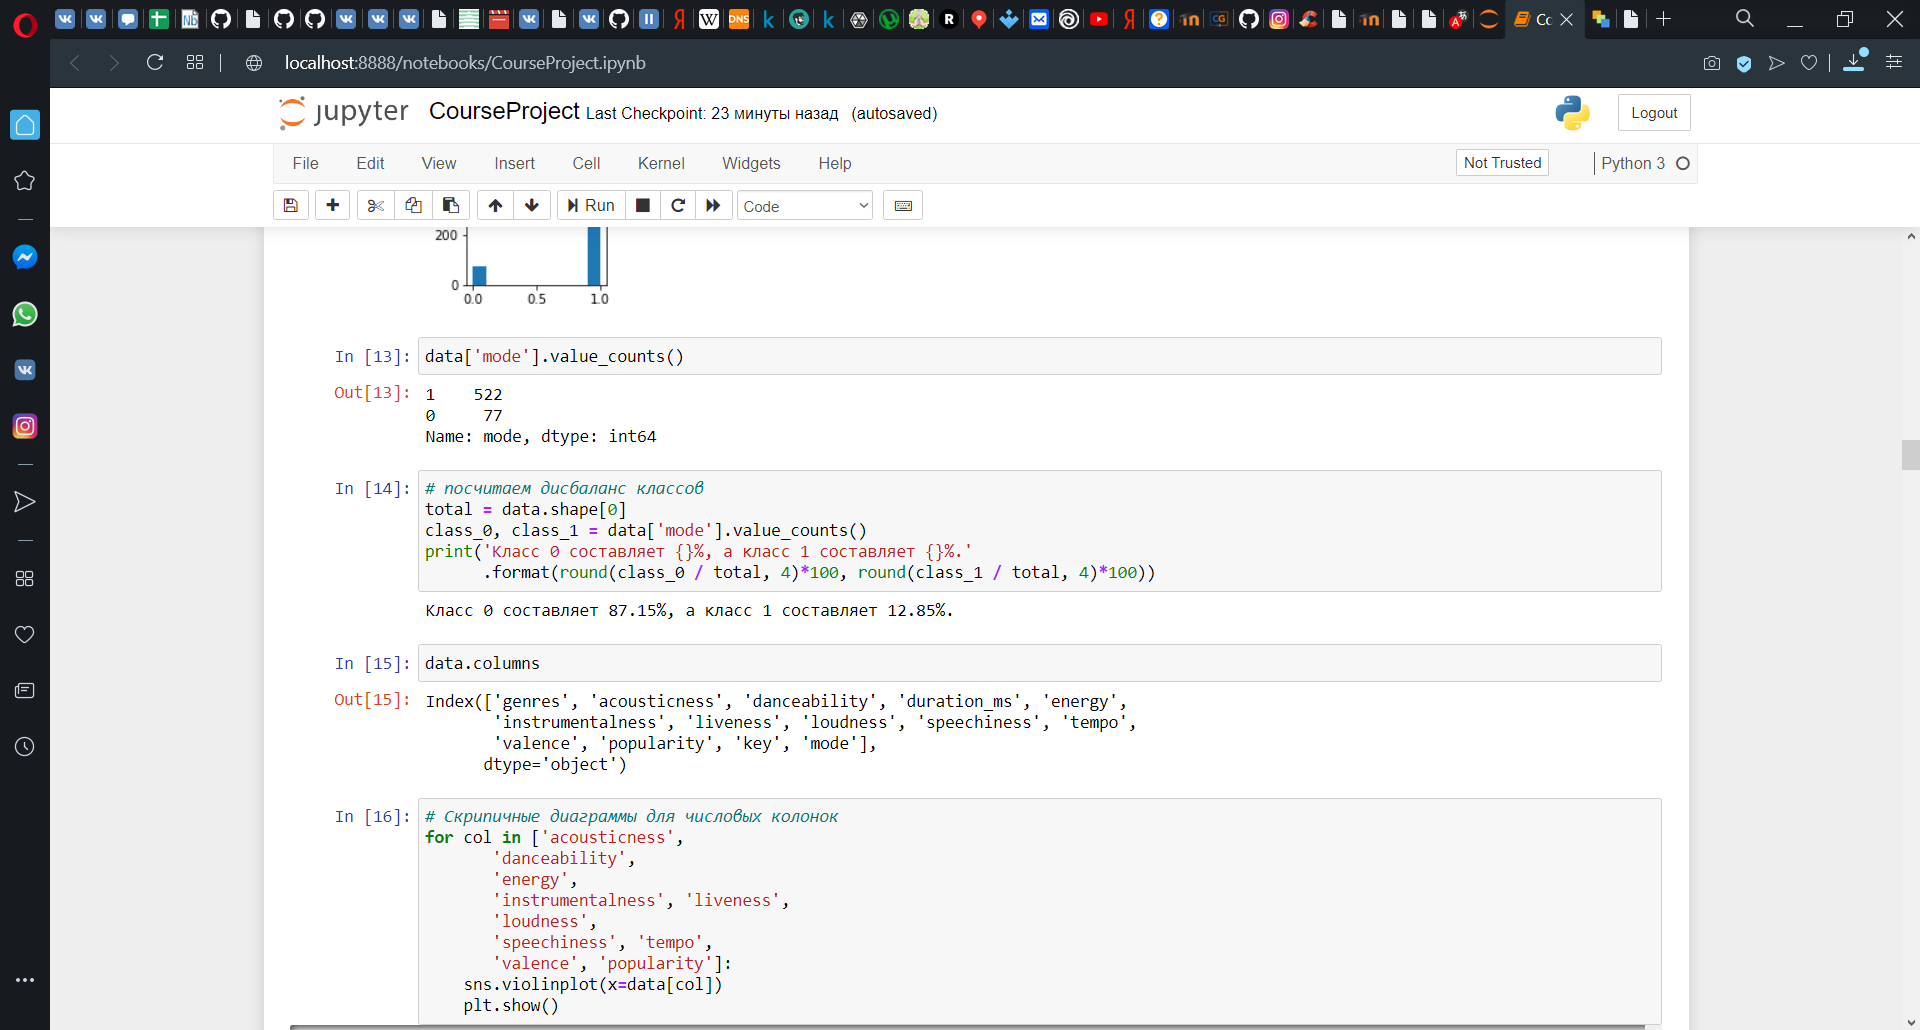 Co
localhost:8888/notebooks/CourseProject.ipynb
jupyter CourseProject Last Checkpoint: 23 минуты назад (autosaved)
Logout
File Edit View Insert Cell Kernel Widgets Help
Not Trusted
Python 3
Run
Code
200
0
0.0 0.5 1.0
In [13]: data['mode'].value_counts()
Out[13]: 1    522
0     77
Name: mode, dtype: int64
In [14]: # посчитаем дисбаланс классов
total = data.shape[0]
class_0, class_1 = data['mode'].value_counts()
print('Класс 0 составляет {}%, а класс 1 составляет {}%.'
      .format(round(class_0 / total, 4)*100, round(class_1 / total, 4)*100))
Класс 0 составляет 87.15%, а класс 1 составляет 12.85%.
In [15]: data.columns
Out[15]: Index(['genres', 'acousticness', 'danceability', 'duration_ms', 'energy',
       'instrumentalness', 'liveness', 'loudness', 'speechiness', 'tempo',
       'valence', 'popularity', 'key', 'mode'],
      dtype='object')
In [16]: # Скрипичные диаграммы для числовых колонок
for col in ['acousticness',
       'danceability',
       'energy',
       'instrumentalness', 'liveness',
       'loudness',
       'speechiness', 'tempo',
       'valence', 'popularity']:
    sns.violinplot(x=data[col])
    plt.show()